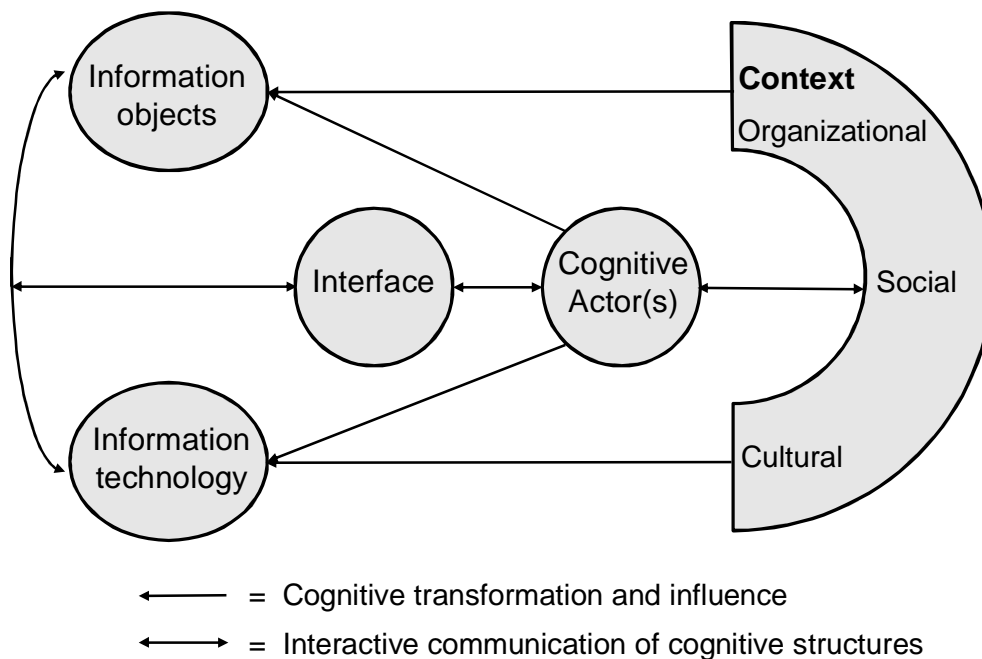 Information
objects
Context
Organizational
Interface
Cognitive
Actor(s)
Social
Information
technology
Cultural
= Cognitive transformation and influence
= Interactive communication of cognitive structures